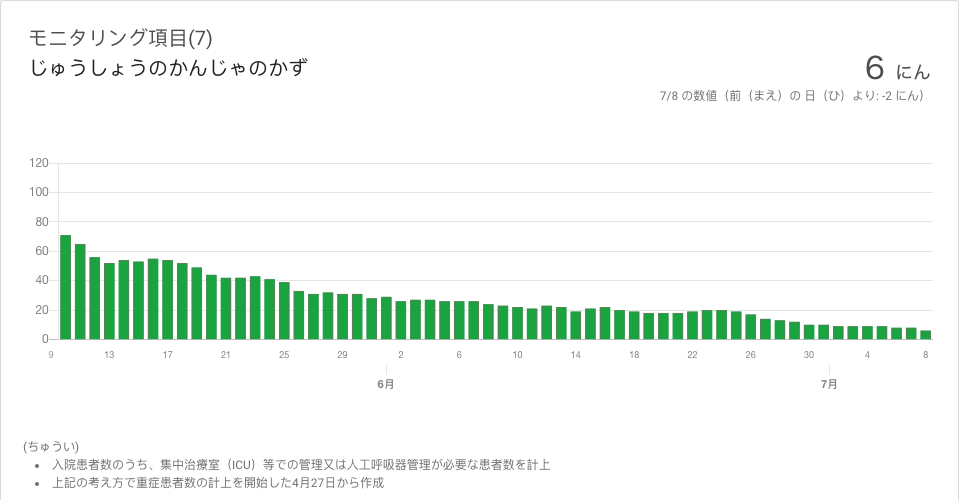 モニタリング項目(7)
じゅうしょうのかんじゃのかず
6 にん
7/8 の数値（前（まえ）の 日（ひ）より: -2 にん）
120
100
80
60
40
20
0
9 13 17 21 25 29 2 6 10 14 18 22 26 30 4 8
6月 7月
(ちゅうい)
• 入院患者数のうち、集中治療室（ICU）等での管理又は人工呼吸器管理が必要な患者数を計上
• 上記の考え方で重症患者数の計上を開始した4月27日から作成